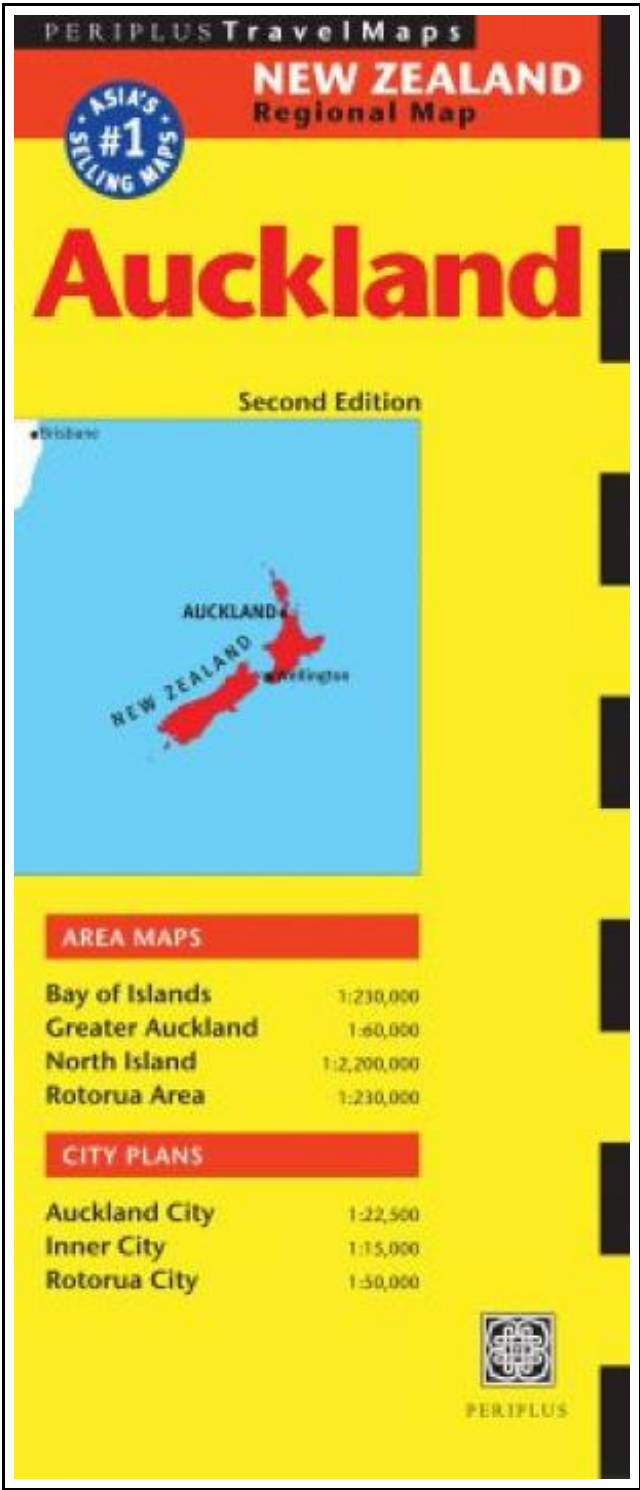 PERIPLUS TravelMaps
NEW ZEALAND
Regional Map
ASIA'S
#1
SELLING MAPS
Auckland
Second Edition
Brisbane
AUCKLAND
NEW ZEALAND
Wellington
AREA MAPS
Bay of Islands 1:230,000
Greater Auckland 1:60,000
North Island 1:2,200,000
Rotorua Area 1:230,000
CITY PLANS
Auckland City 1:22,500
Inner City 1:15,000
Rotorua City 1:50,000
PERIPLUS